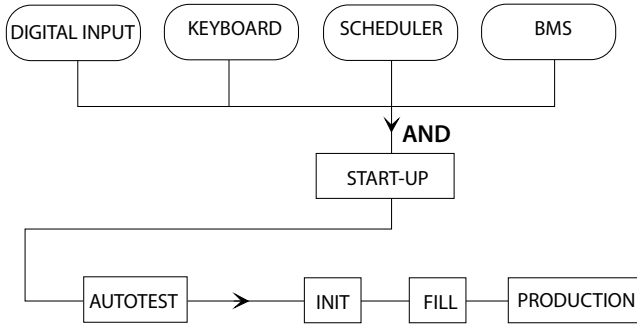 DIGITAL INPUT
KEYBOARD
SCHEDULER
BMS
AND
START-UP
AUTOTEST
INIT
FILL
PRODUCTION